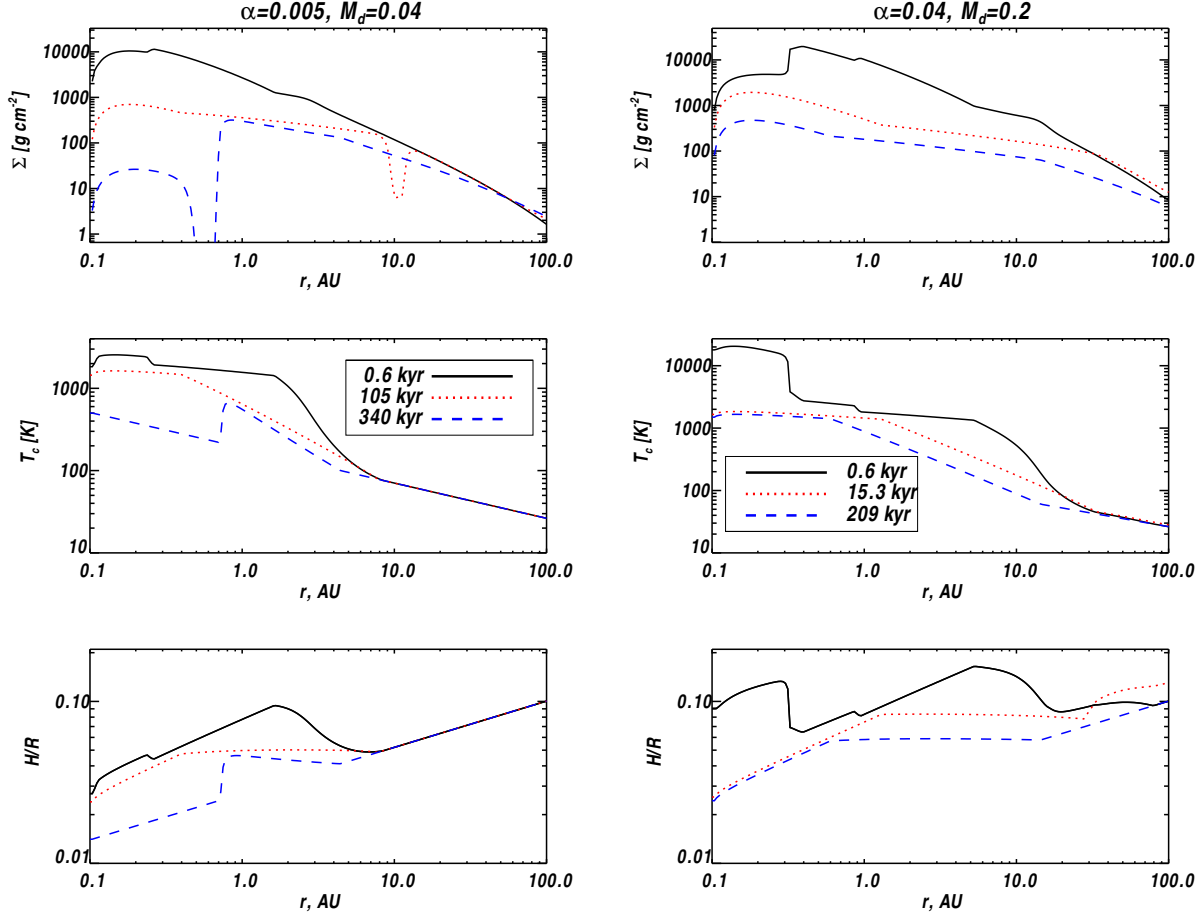 α=0.005, M_d=0.04
α=0.04, M_d=0.2
10000
1000
100
10
1
Σ [g cm⁻²]
0.1 1.0 10.0 100.0
r, AU
10000
1000
100
10
1
Σ [g cm⁻²]
0.1 1.0 10.0 100.0
r, AU
1000
100
10
T_c [K]
0.6 kyr
105 kyr
340 kyr
0.1 1.0 10.0 100.0
r, AU
10000
1000
100
10
T_c [K]
0.6 kyr
15.3 kyr
209 kyr
0.1 1.0 10.0 100.0
r, AU
0.10
0.01
H/R
0.1 1.0 10.0 100.0
r, AU
0.10
0.01
H/R
0.1 1.0 10.0 100.0
r, AU